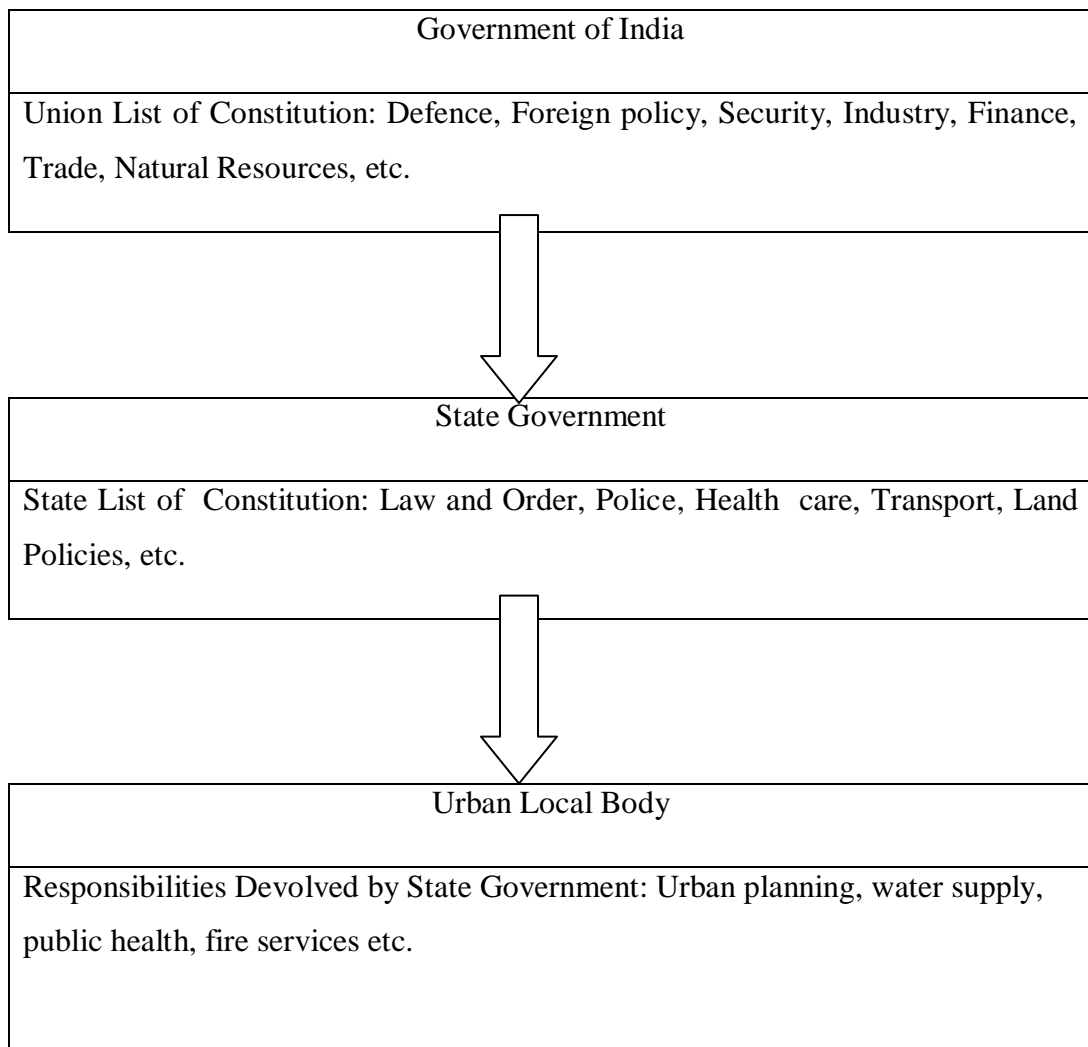 Government of India
Union List of Constitution: Defence, Foreign policy, Security, Industry, Finance,
Trade, Natural Resources, etc.
State Government
State List of Constitution: Law and Order, Police, Health care, Transport, Land
Policies, etc.
Urban Local Body
Responsibilities Devolved by State Government: Urban planning, water supply,
public health, fire services etc.